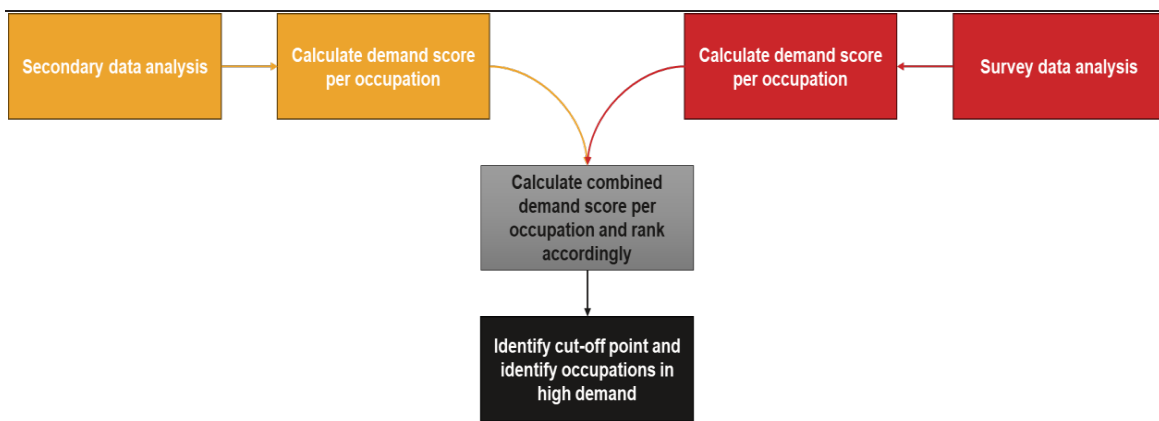 Secondary data analysis
Calculate demand score
per occupation
Calculate demand score
per occupation
Survey data analysis
Calculate combined
demand score per
occupation and rank
accordingly
Identify cut-off point and
identify occupations in
high demand